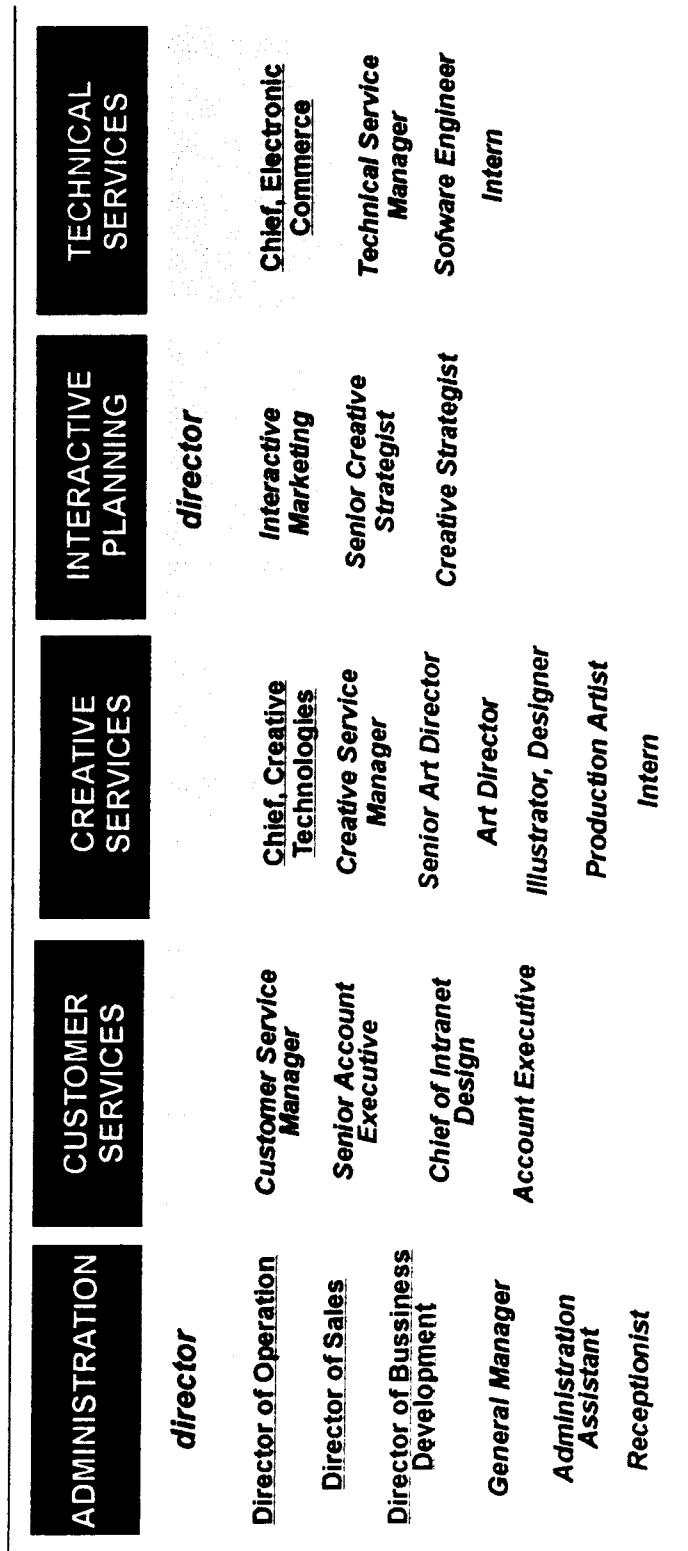 ADMINISTRATION
director
Director of Operation
Director of Sales
Director of Bussiness
Development
General Manager
Administration
Assistant
Receptionist
CUSTOMER
SERVICES
Customer Service
Manager
Senior Account
Executive
Chief of Intranet
Design
Account Executive
CREATIVE
SERVICES
Chief, Creative
Technologies
Creative Service
Manager
Senior Art Director
Art Director
Illustrator, Designer
Production Artist
Intern
INTERACTIVE
PLANNING
director
Interactive
Marketing
Senior Creative
Strategist
Creative Strategist
TECHNICAL
SERVICES
Chief, Electronic
Commerce
Technical Service
Manager
Sofware Engineer
Intern